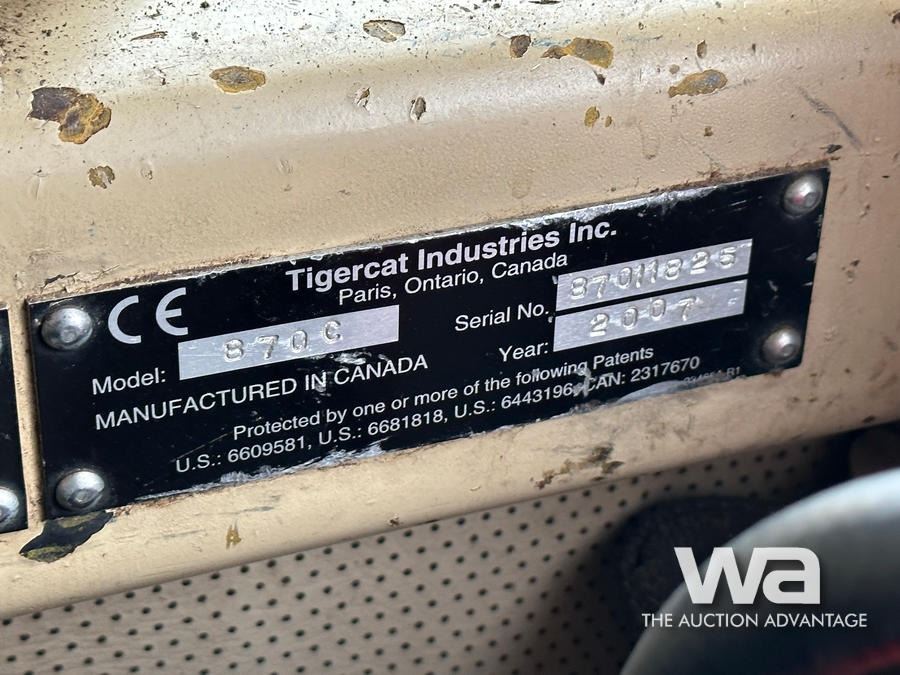 Tigercat Industries Inc.
Paris, Ontario, Canada
CE
Model: 870C
Serial No. 87011825
Year: 2007
MANUFACTURED IN CANADA
Protected by one or more of the following Patents
U.S.: 6609581, U.S.: 6681818, U.S.: 6443196, CAN: 2317670
wa
THE AUCTION ADVANTAGE